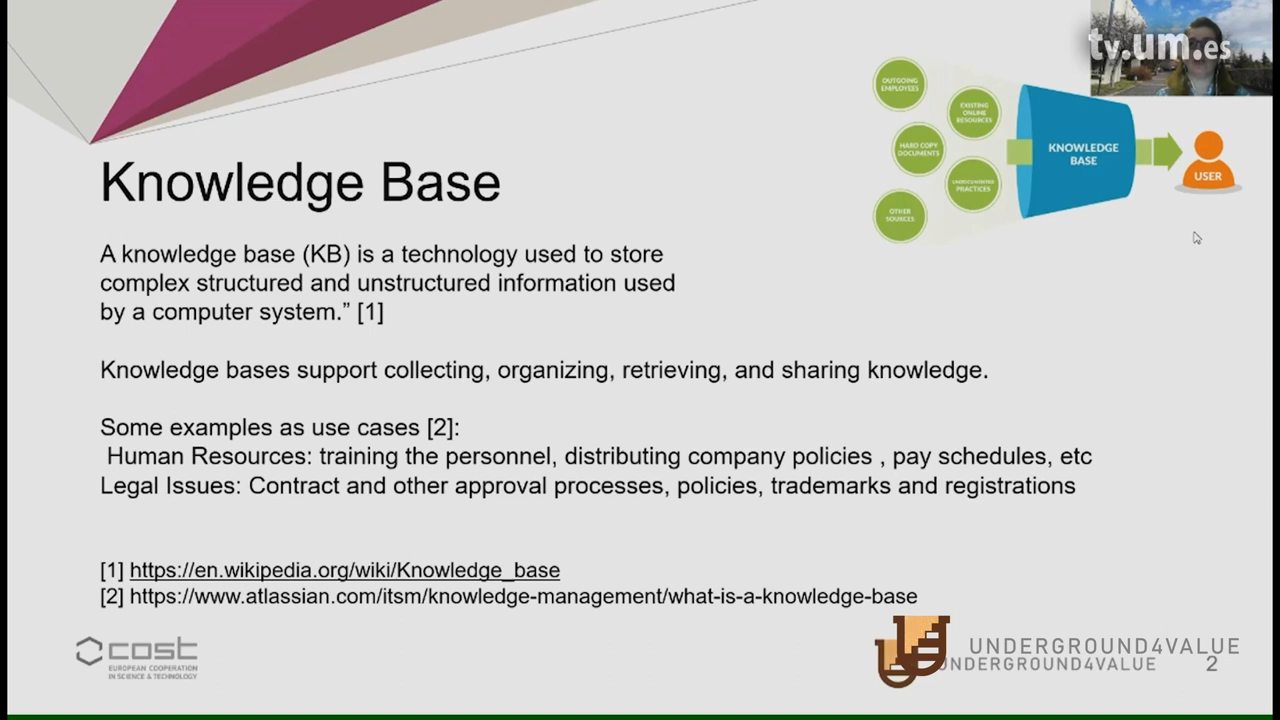 tv.um.es
OUTGOING
EMPLOYEES
EXISTING
ONLINE
RESOURCES
HARD COPY
DOCUMENTS
UNDOCUMENTED
PRACTICES
OTHER
SOURCES
KNOWLEDGE
BASE
USER
Knowledge Base
A knowledge base (KB) is a technology used to store
complex structured and unstructured information used
by a computer system.” [1]
Knowledge bases support collecting, organizing, retrieving, and sharing knowledge.
Some examples as use cases [2]:
Human Resources: training the personnel, distributing company policies , pay schedules, etc
Legal Issues: Contract and other approval processes, policies, trademarks and registrations
[1] https://en.wikipedia.org/wiki/Knowledge_base
[2] https://www.atlassian.com/itsm/knowledge-management/what-is-a-knowledge-base
cost
EUROPEAN COOPERATION
IN SCIENCE & TECHNOLOGY
UNDERGROUND4VALUE
UNDERGROUND4VALUE
2